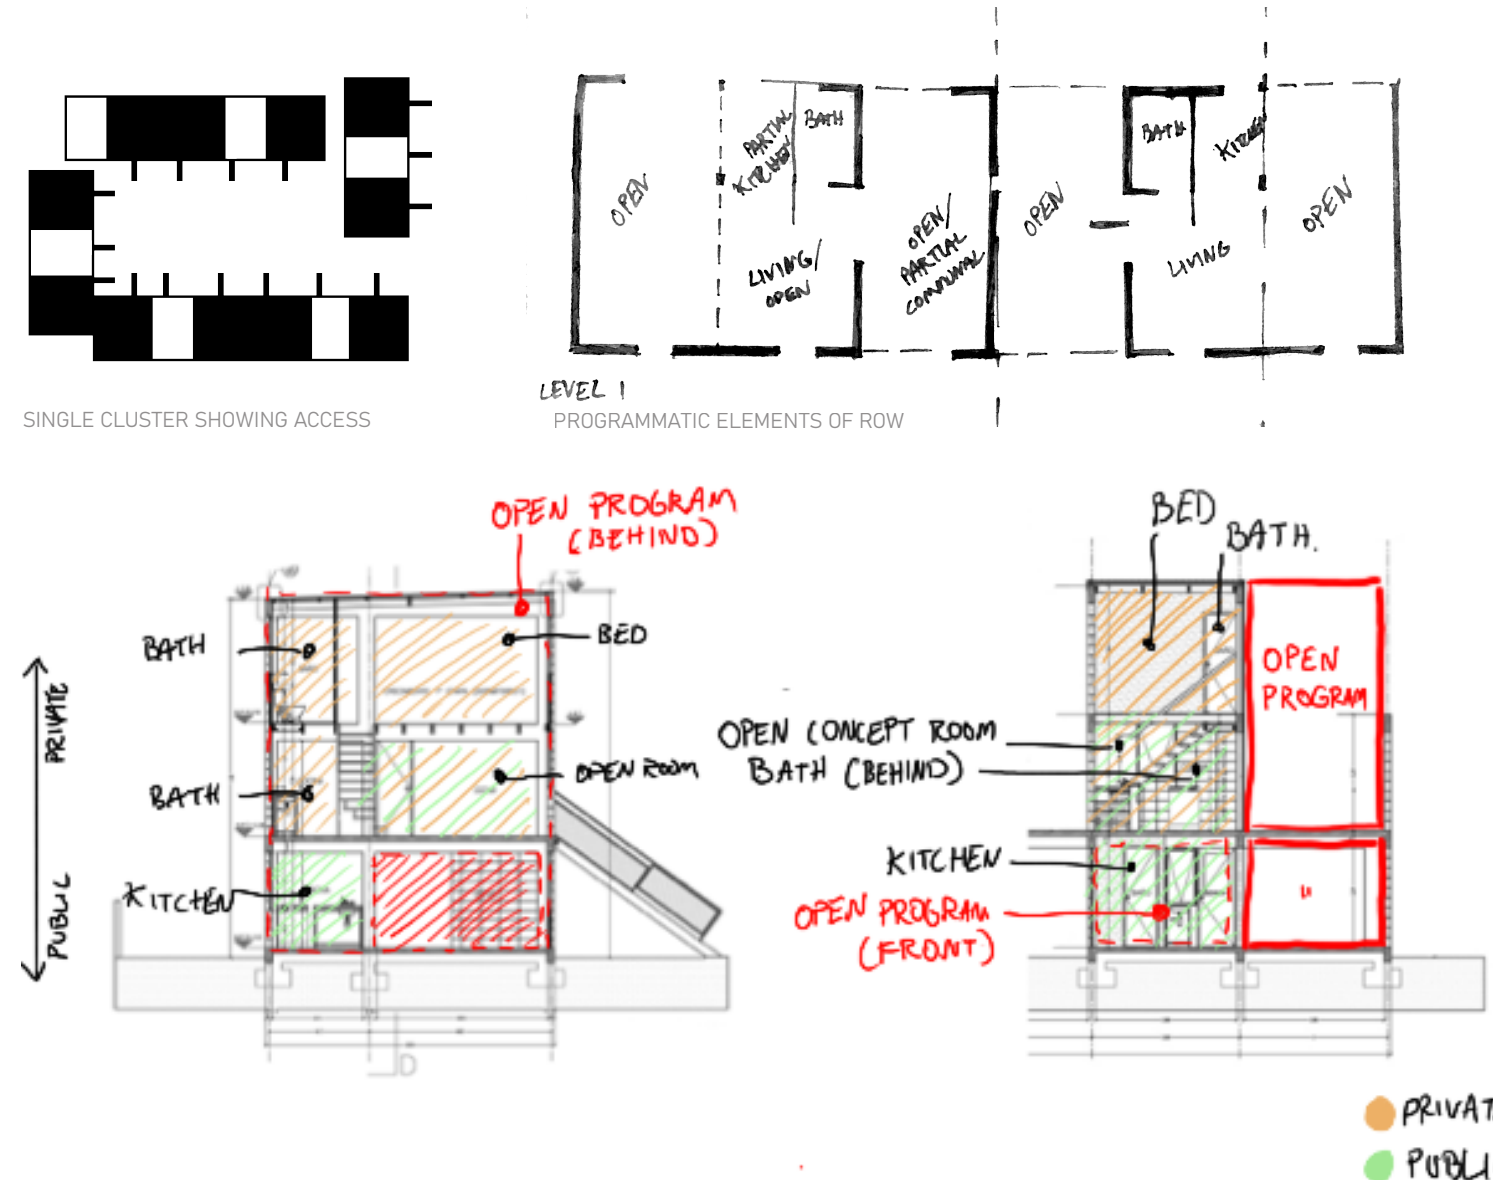 OPEN
PARTIAL
KITCHEN
BATH
LIVING/
OPEN
OPEN/
PARTIAL
COMMUNAL
OPEN
BATH
KITCHEN
LIVING
OPEN
LEVEL 1
SINGLE CLUSTER SHOWING ACCESS
PROGRAMMATIC ELEMENTS OF ROW
OPEN PROGRAM
(BEHIND)
BATH
BED
BATH
OPEN ROOM
KITCHEN
PRIVATE
PUBLIC
D
BED
BATH.
OPEN
PROGRAM
OPEN CONCEPT ROOM
BATH (BEHIND)
KITCHEN
OPEN PROGRAM
(FRONT)
"
PRIVAT
PUBLI